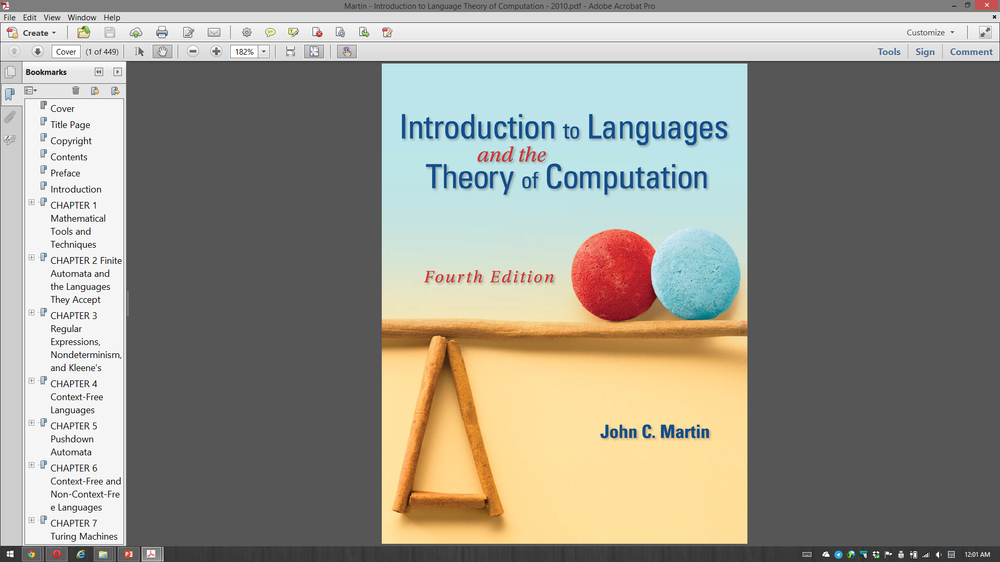 Martin - Introduction to Language Theory of Computation - 2010.pdf - Adobe Acrobat Pro
File Edit View Window Help
Create
Customize
Cover (1 of 449) 182%
Tools Sign Comment
Bookmarks
Cover
Title Page
Copyright
Contents
Preface
Introduction
CHAPTER 1
Mathematical
Tools and
Techniques
CHAPTER 2 Finite
Automata and
the Languages
They Accept
CHAPTER 3
Regular
Expressions,
Nondeterminism,
and Kleene’s
CHAPTER 4
Context-Free
Languages
CHAPTER 5
Pushdown
Automata
CHAPTER 6
Context-Free and
Non-Context-Fre
e Languages
CHAPTER 7
Turing Machines
Introduction to Languages
and the
Theory of Computation
Fourth Edition
John C. Martin
12:01 AM